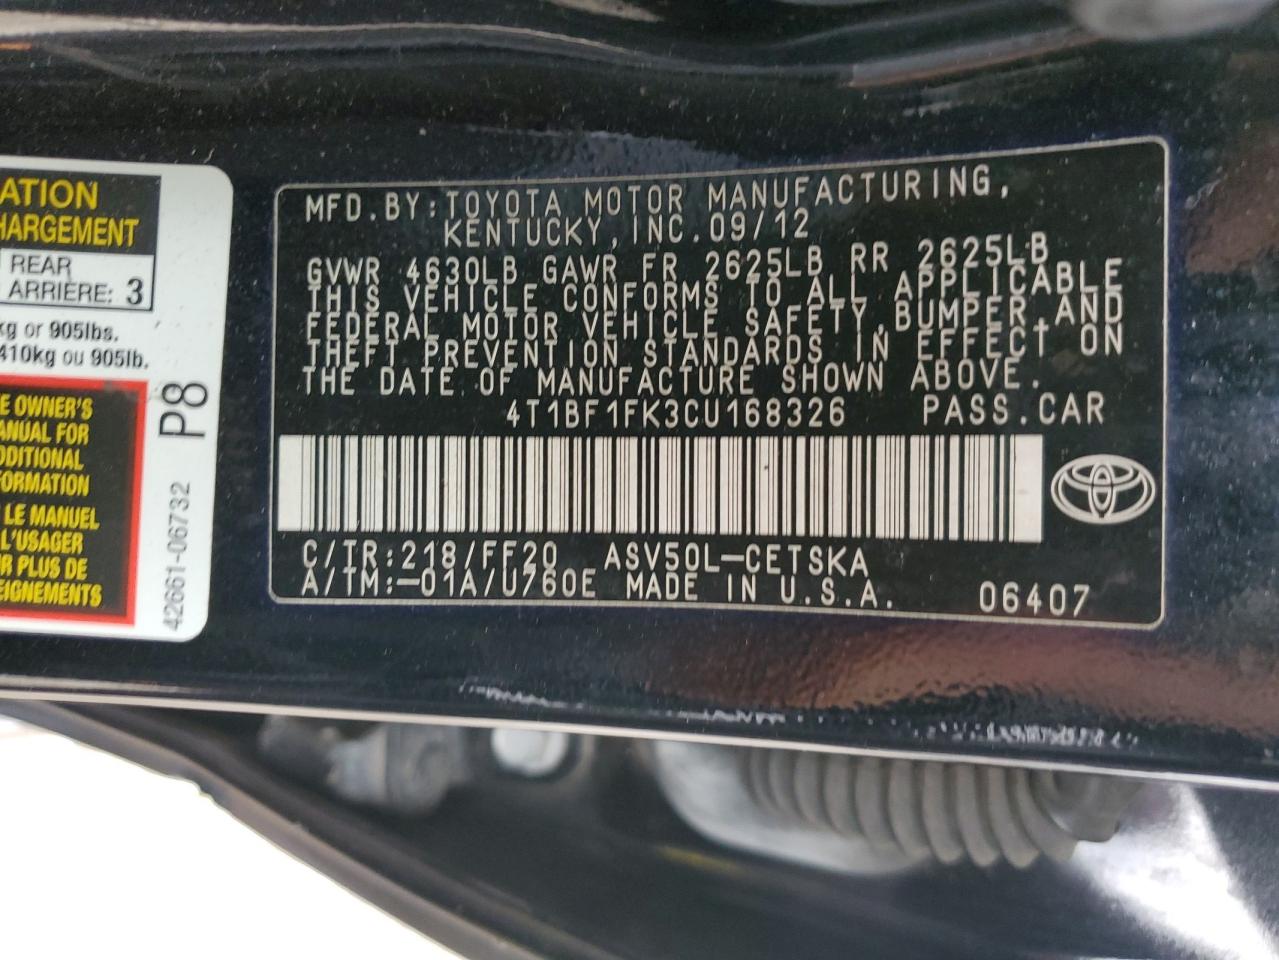 ATION
HARGEMENT
REAR
ARRIÈRE: 3
kg or 905lbs.
410kg ou 905lb.
E OWNER'S
ANUAL FOR
DDITIONAL
FORMATION
LE MANUEL
L'USAGER
R PLUS DE
EIGNEMENTS
P8
42661-06732
MFD.BY:TOYOTA MOTOR MANUFACTURING,
KENTUCKY,INC.09/12
GVWR 4630LB GAWR FR 2625LB RR 2625LB
THIS VEHICLE CONFORMS TO ALL APPLICABLE
FEDERAL MOTOR VEHICLE SAFETY,BUMPER,AND
THEFT PREVENTION STANDARDS IN EFFECT ON
THE DATE OF MANUFACTURE SHOWN ABOVE.
4T1BF1FK3CU168326 PASS.CAR
C/TR:218/FF20 ASV50L-CETSKA
A/TM:-01A/U760E MADE IN U.S.A. 06407